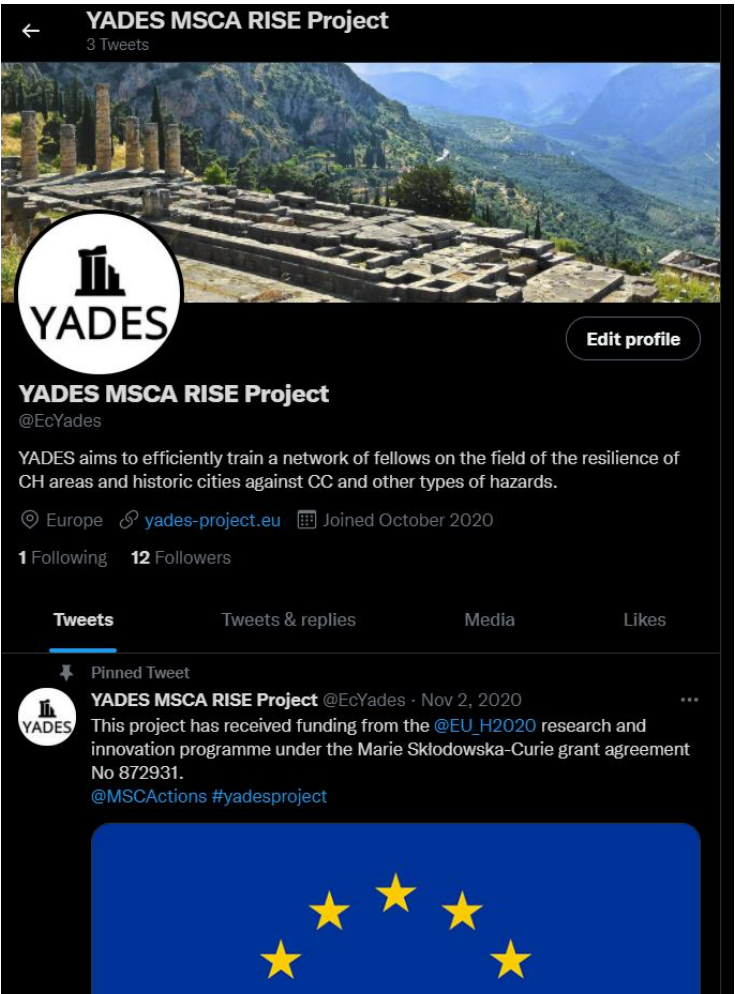 YADES MSCA RISE Project
3 Tweets
YADES
Edit profile
YADES MSCA RISE Project
@EcYades
YADES aims to efficiently train a network of fellows on the field of the resilience of
CH areas and historic cities against CC and other types of hazards.
Europe yades-project.eu Joined October 2020
1 Following 12 Followers
Tweets Tweets & replies Media Likes
Pinned Tweet
YADES MSCA RISE Project @EcYades · Nov 2, 2020
YADES
This project has received funding from the @EU_H2020 research and
innovation programme under the Marie Skłodowska-Curie grant agreement
No 872931.
@MSCActions #yadesproject